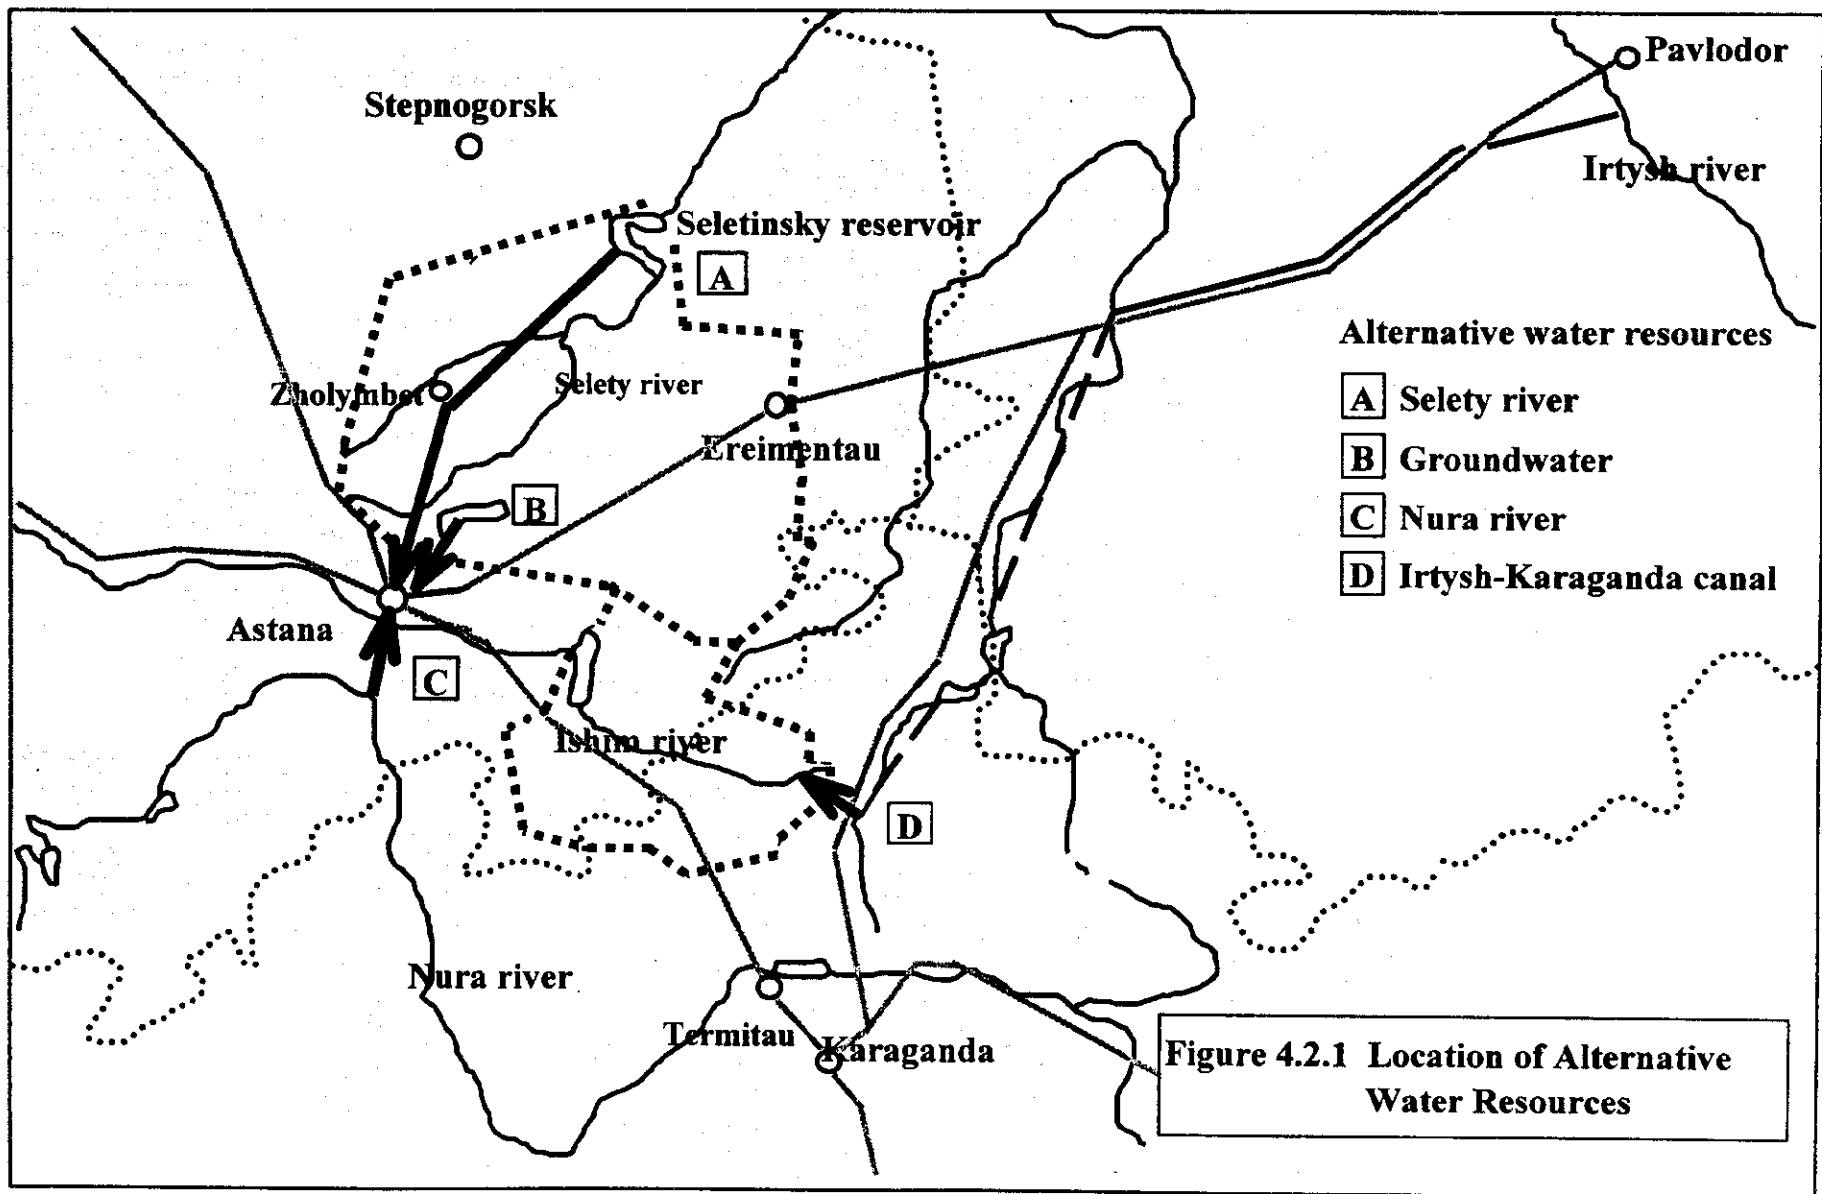 Pavlodor
Stepnogorsk
Irtysh river
Seletinsky reservoir
A
Alternative water resources
A Selety river
B Groundwater
C Nura river
D Irtysh-Karaganda canal
Zholymbet
Selety river
Ereimentau
B
Astana
C
Ishim river
D
Nura river
Termitau
Karaganda
Figure 4.2.1 Location of Alternative
Water Resources